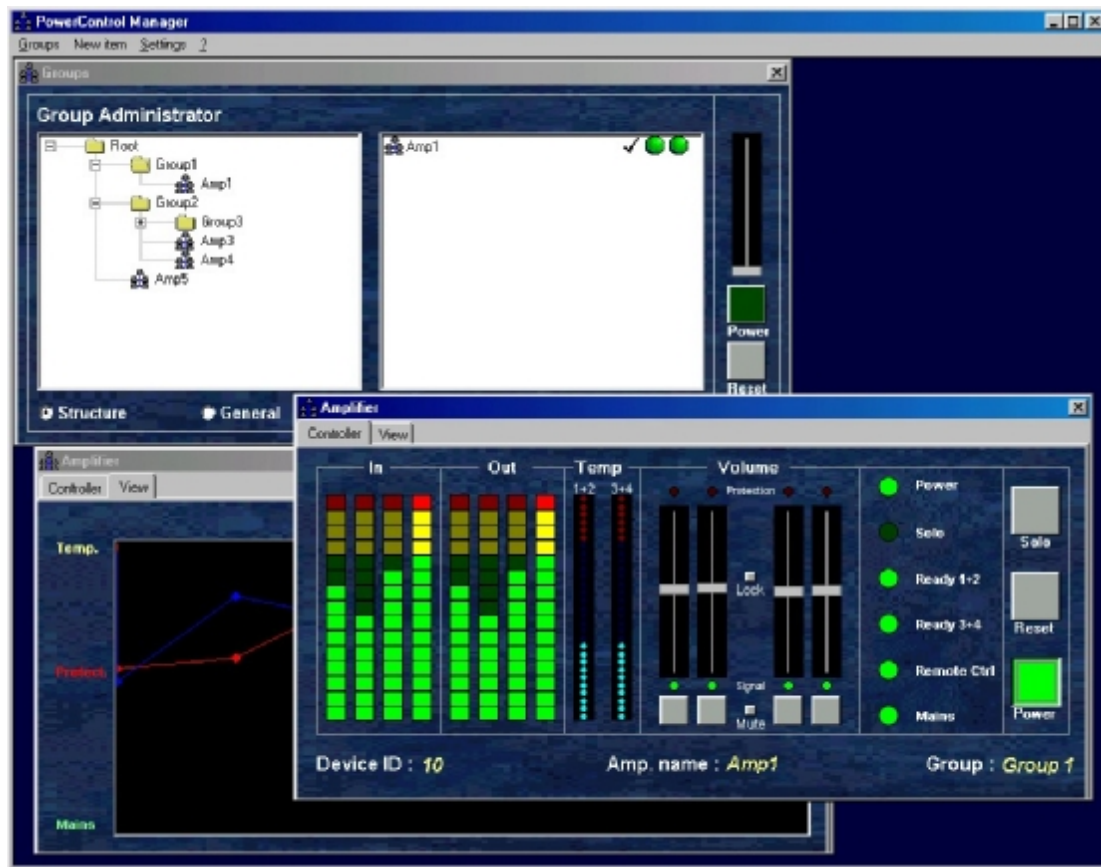 PowerControl Manager
Groups New item Settings ?
Groups
Group Administrator
Root
Group1
Amp1
Group2
Group3
Amp3
Amp4
Amp5
Amp1
Power
Reset
Structure
General
Amplifier
Controller View
Temp.
Protect.
Mains
Amplifier
Controller View
In Out Temp Volume
1+2 3+4 Protection
Lock
Signal
Mute
Power
Solo
Ready 1+2
Ready 3+4
Remote Ctrl
Mains
Solo
Reset
Power
Device ID : 10 Amp. name : Amp1 Group : Group 1